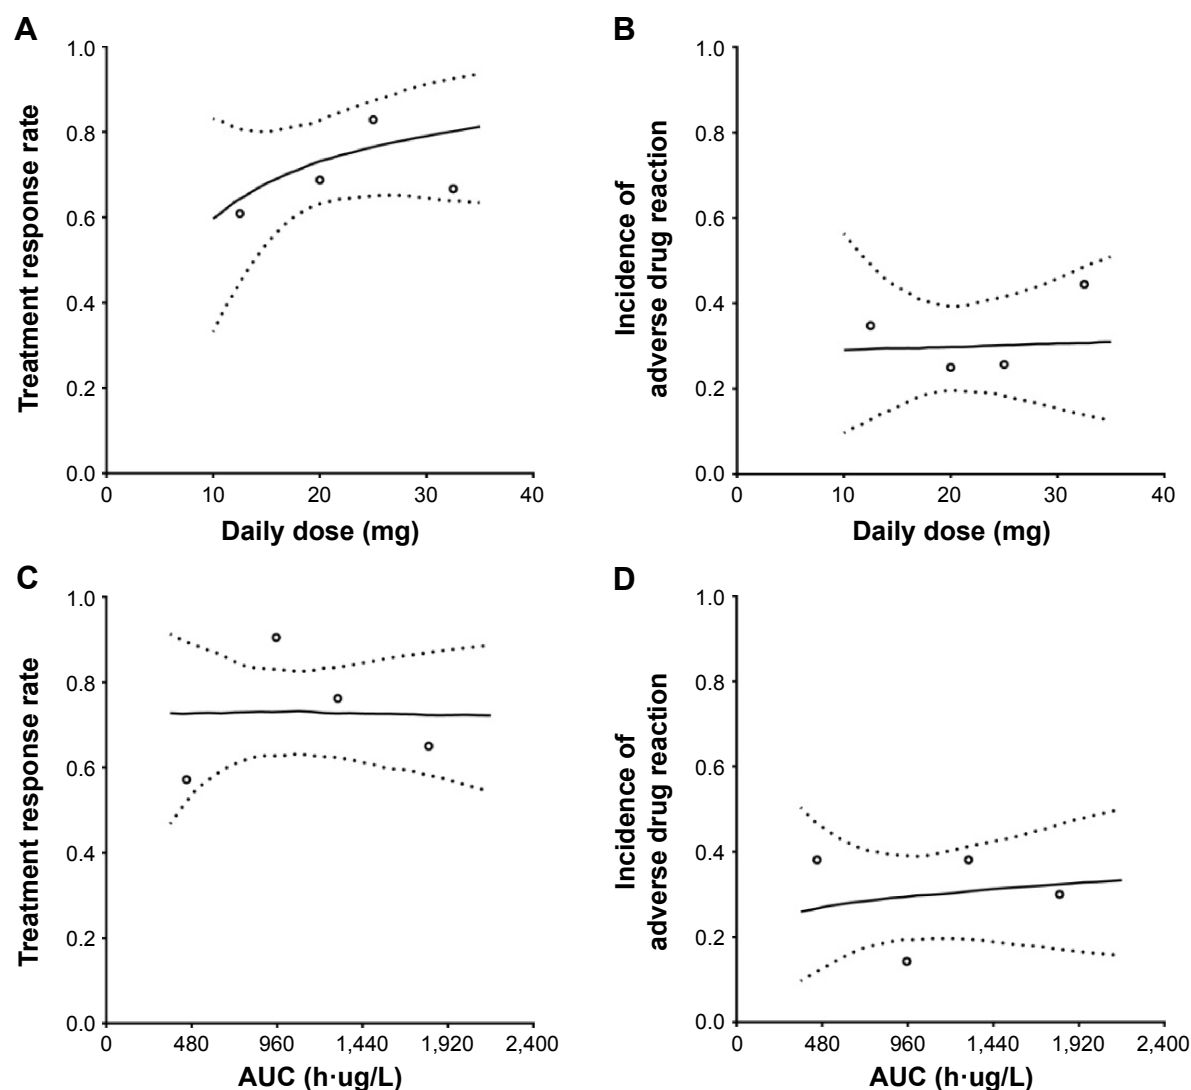 A
Treatment response rate
1.0
0.8
0.6
0.4
0.2
0.0
0 10 20 30 40
Daily dose (mg)
B
Incidence of
adverse drug reaction
1.0
0.8
0.6
0.4
0.2
0.0
0 10 20 30 40
Daily dose (mg)
C
Treatment response rate
1.0
0.8
0.6
0.4
0.2
0.0
0 480 960 1,440 1,920 2,400
AUC (h·ug/L)
D
Incidence of
adverse drug reaction
1.0
0.8
0.6
0.4
0.2
0.0
0 480 960 1,440 1,920 2,400
AUC (h·ug/L)